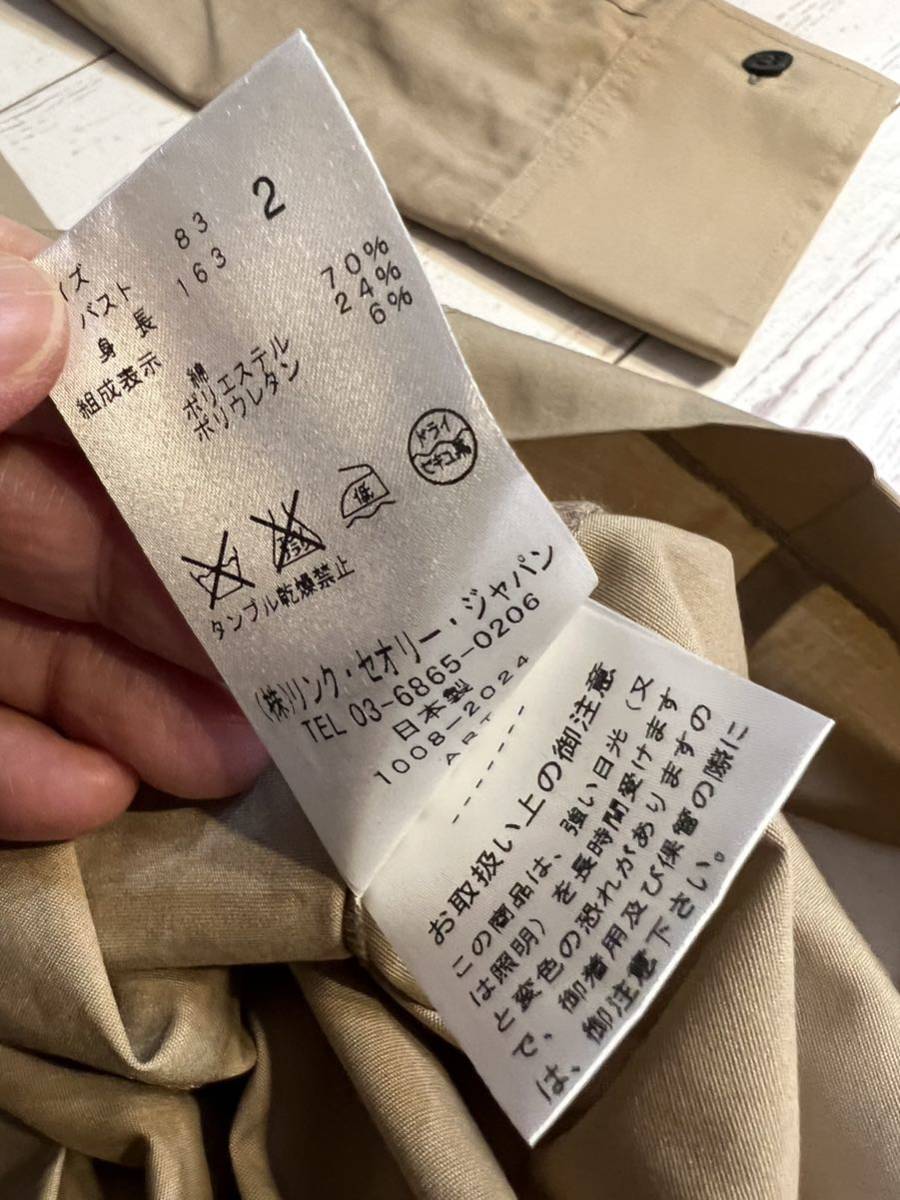 イズ 2
バスト 83
身長 163
組成表示
綿 70%
ポリエステル 24%
ポリウレタン 6%
低
ドライ
セキユ系
タンブル乾燥禁止
(株)リンク・セオリー・ジャパン
TEL 03-6865-0206
日本製
1008-2024
ART------
お取扱い上の御注意
この商品は、強い日光(又
は照明)を長時間受けます
と変色の恐れがありますの
で、御着用及び保管の際に
は、御注意下さい。